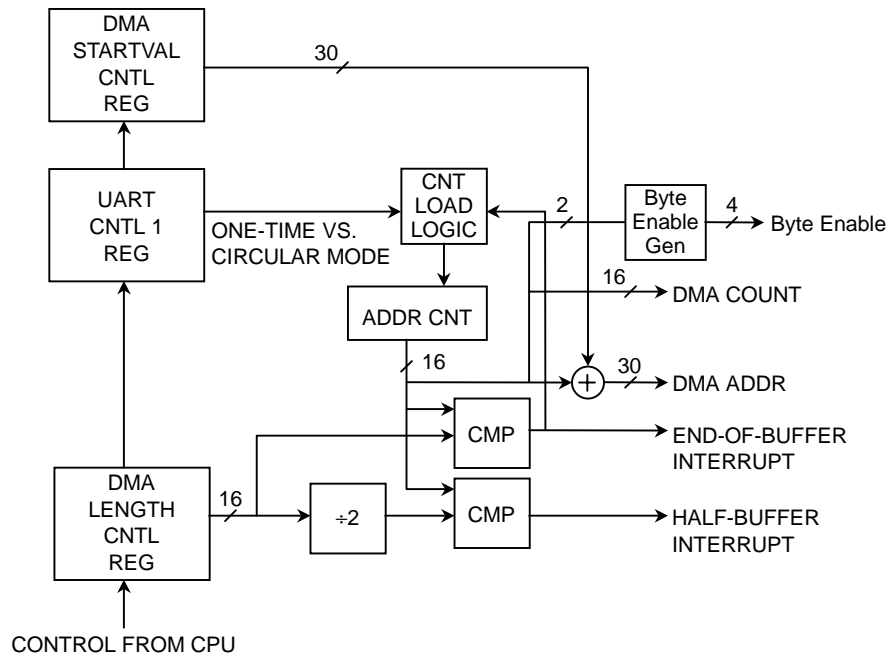 DMA
STARTVAL
CNTL
REG
30
UART
CNTL 1
REG
ONE-TIME VS.
CIRCULAR MODE
CNT
LOAD
LOGIC
2
Byte
Enable
Gen
4
Byte Enable
16
DMA COUNT
ADDR CNT
16
30
DMA ADDR
CMP
END-OF-BUFFER
INTERRUPT
DMA
LENGTH
CNTL
REG
16
÷2
CMP
HALF-BUFFER
INTERRUPT
CONTROL FROM CPU